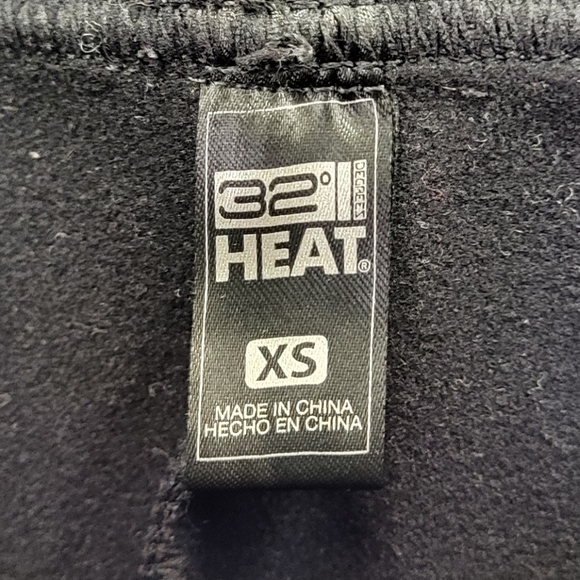 32° DEGREES
HEAT®
XS
MADE IN CHINA
HECHO EN CHINA